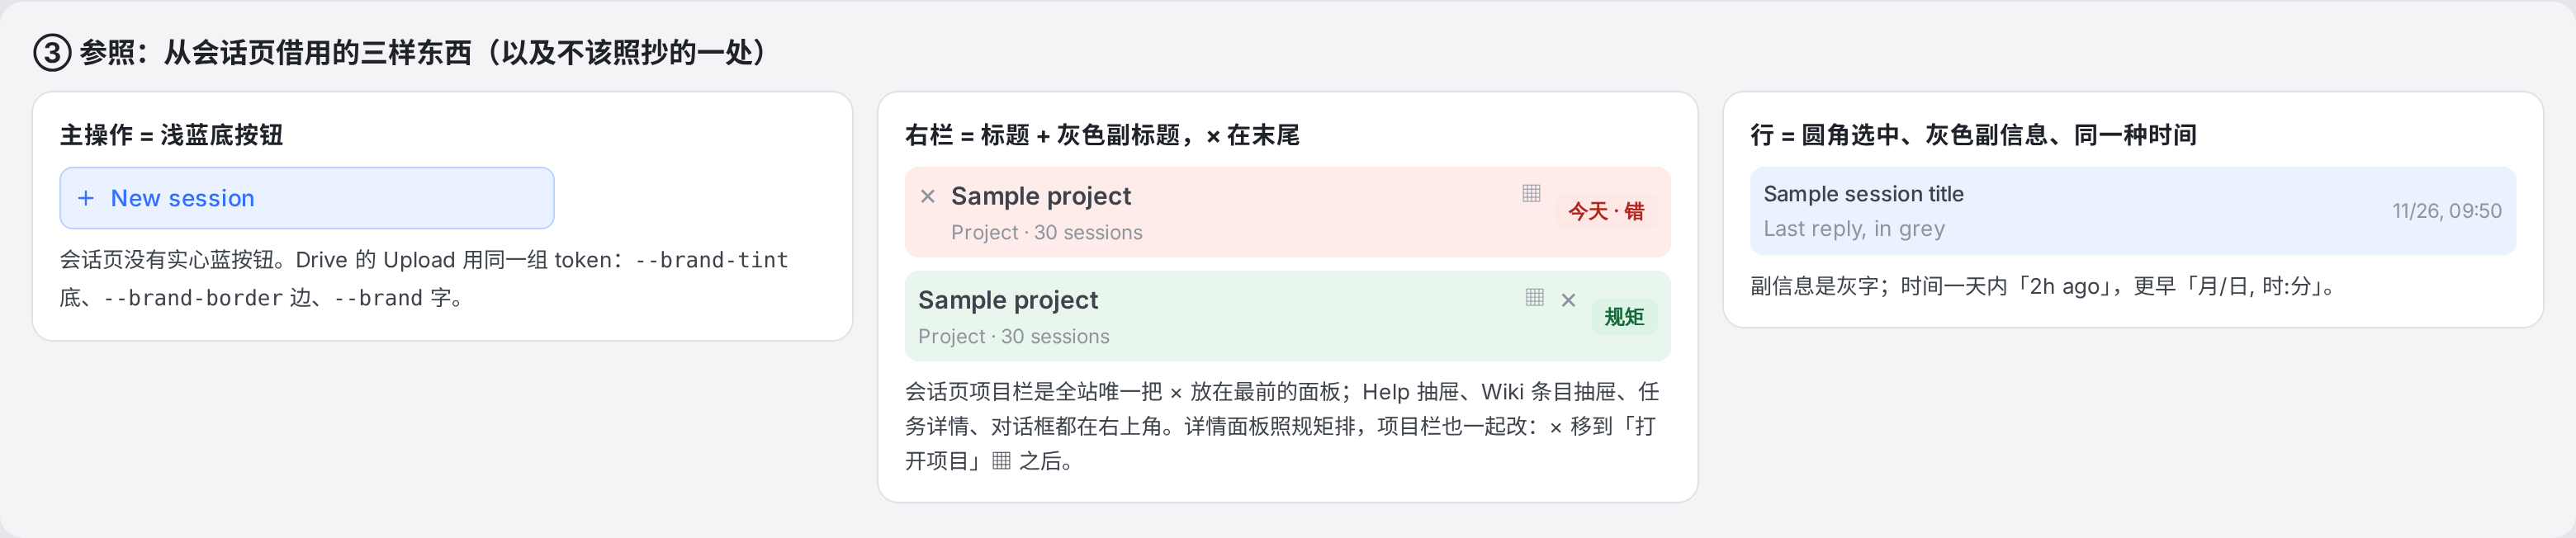 ③ 参照：从会话页借用的三样东西（以及不该照抄的一处）
主操作 = 浅蓝底按钮
+ New session
会话页没有实心蓝按钮。Drive 的 Upload 用同一组 token：--brand-tint
底、--brand-border 边、--brand 字。
右栏 = 标题 + 灰色副标题，× 在末尾
× Sample project ▦
今天 · 错
Project · 30 sessions
Sample project ▦ ×
规矩
Project · 30 sessions
会话页项目栏是全站唯一把 × 放在最前的面板；Help 抽屉、Wiki 条目抽屉、任
务详情、对话框都在右上角。详情面板照规矩排，项目栏也一起改：× 移到「打
开项目」▦ 之后。
行 = 圆角选中、灰色副信息、同一种时间
Sample session title
11/26, 09:50
Last reply, in grey
副信息是灰字；时间一天内「2h ago」，更早「月/日, 时:分」。